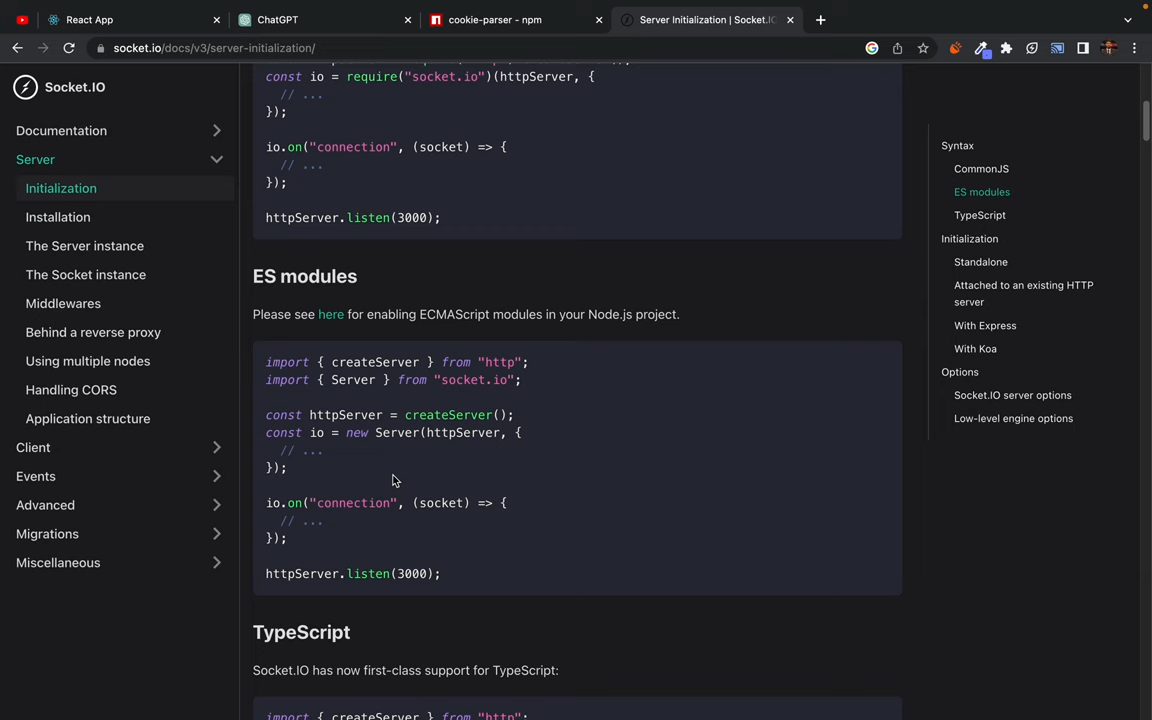 React App
ChatGPT
cookie-parser - npm
Server Initialization | Socket.IO
socket.io/docs/v3/server-initialization/
Socket.IO
Documentation
Server
Initialization
Installation
The Server instance
The Socket instance
Middlewares
Behind a reverse proxy
Using multiple nodes
Handling CORS
Application structure
Client
Events
Advanced
Migrations
Miscellaneous
const io = require("socket.io")(httpServer, {
// ...
});
io.on("connection", (socket) => {
// ...
});
httpServer.listen(3000);
ES modules
Please see here for enabling ECMAScript modules in your Node.js project.
import { createServer } from "http";
import { Server } from "socket.io";
const httpServer = createServer();
const io = new Server(httpServer, {
// ...
});
io.on("connection", (socket) => {
// ...
});
httpServer.listen(3000);
TypeScript
Socket.IO has now first-class support for TypeScript:
import { createServer } from "http";
Syntax
CommonJS
ES modules
TypeScript
Initialization
Standalone
Attached to an existing HTTP
server
With Express
With Koa
Options
Socket.IO server options
Low-level engine options